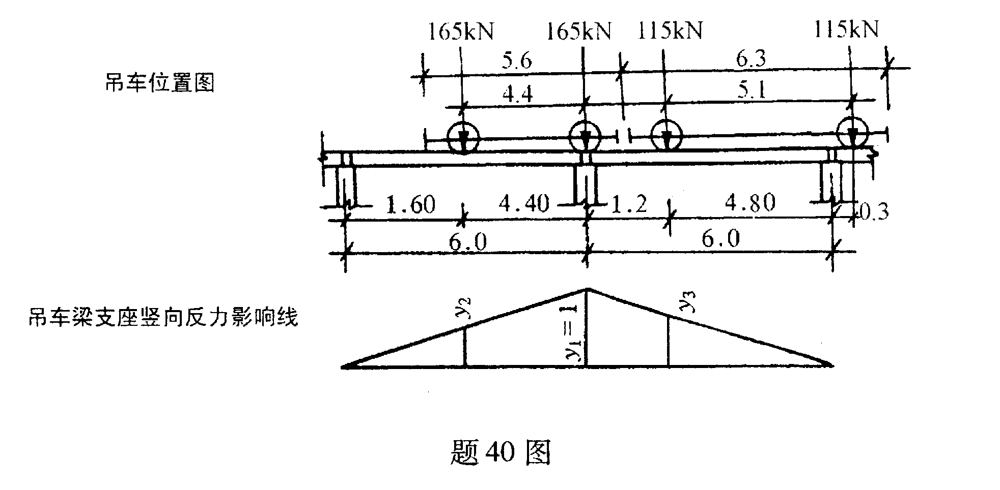 165kN 165kN 115kN 115kN
5.6 6.3
吊车位置图
4.4 5.1
1.60 4.40 1.2 4.80 0.3
6.0 6.0
吊车梁支座竖向反力影响线
y₂ y₁=1 y₃
题40 图